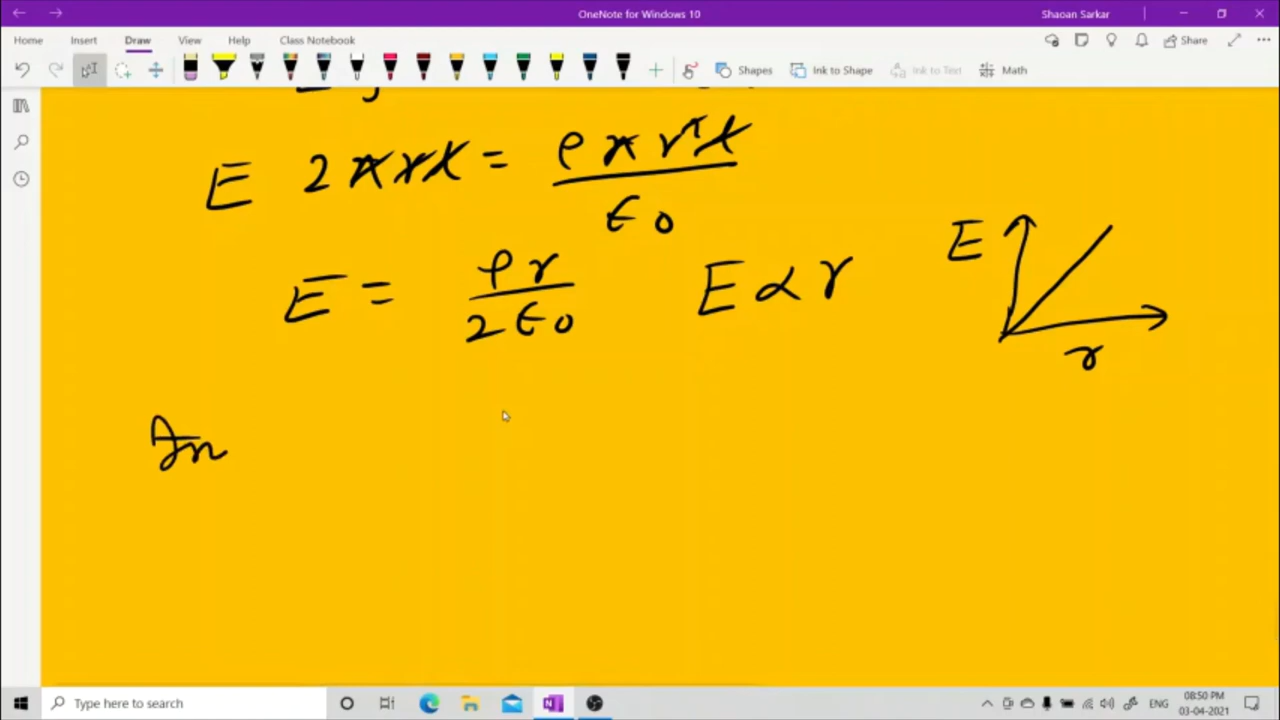 OneNote for Windows 10
Shaoan Sarkar
Home Insert Draw View Help Class Notebook
Share
Shapes Ink to Shape Ink to Text Math
E 2πrl = ρπr²l
ϵ0
E = ρr
2ϵ0
E ∝ r
E
r
In
Type here to search
ENG
08:50 PM
03-04-2021